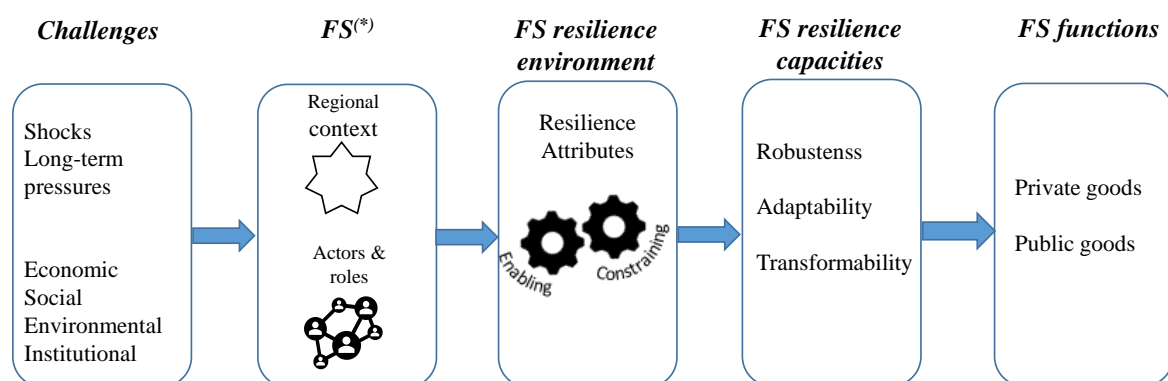 Challenges
FS(*)
FS resilience
environment
FS resilience
capacities
FS functions
Shocks
Long-term
pressures
Economic
Social
Environmental
Institutional
Regional
context
Actors &
roles
Resilience
Attributes
Enabling
Constraining
Robustenss
Adaptability
Transformability
Private goods
Public goods